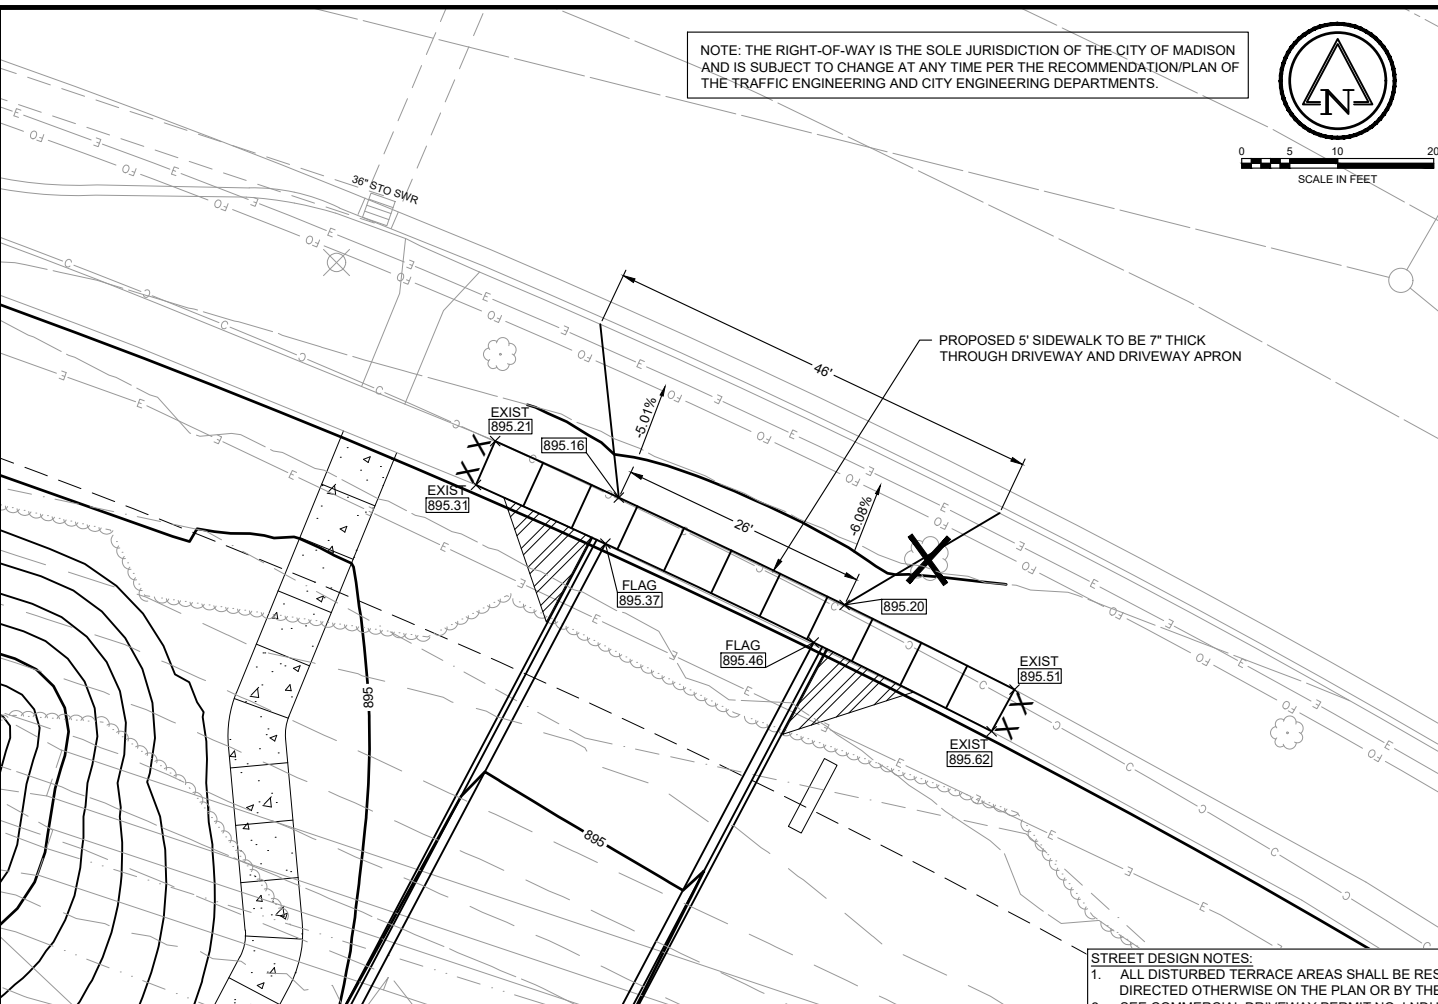 NOTE: THE RIGHT-OF-WAY IS THE SOLE JURISDICTION OF THE CITY OF MADISON
AND IS SUBJECT TO CHANGE AT ANY TIME PER THE RECOMMENDATION/PLAN OF
THE TRAFFIC ENGINEERING AND CITY ENGINEERING DEPARTMENTS.
N
0 5 10 20
SCALE IN FEET
36" STO SWR
PROPOSED 5' SIDEWALK TO BE 7" THICK
THROUGH DRIVEWAY AND DRIVEWAY APRON
46'
-5.01%
EXIST
895.21
895.16
EXIST
895.31
26'
-6.08%
FLAG
895.37
895.20
FLAG
895.46
EXIST
895.51
EXIST
895.62
895
895
STREET DESIGN NOTES:
1. ALL DISTURBED TERRACE AREAS SHALL BE RES
DIRECTED OTHERWISE ON THE PLAN OR BY THE